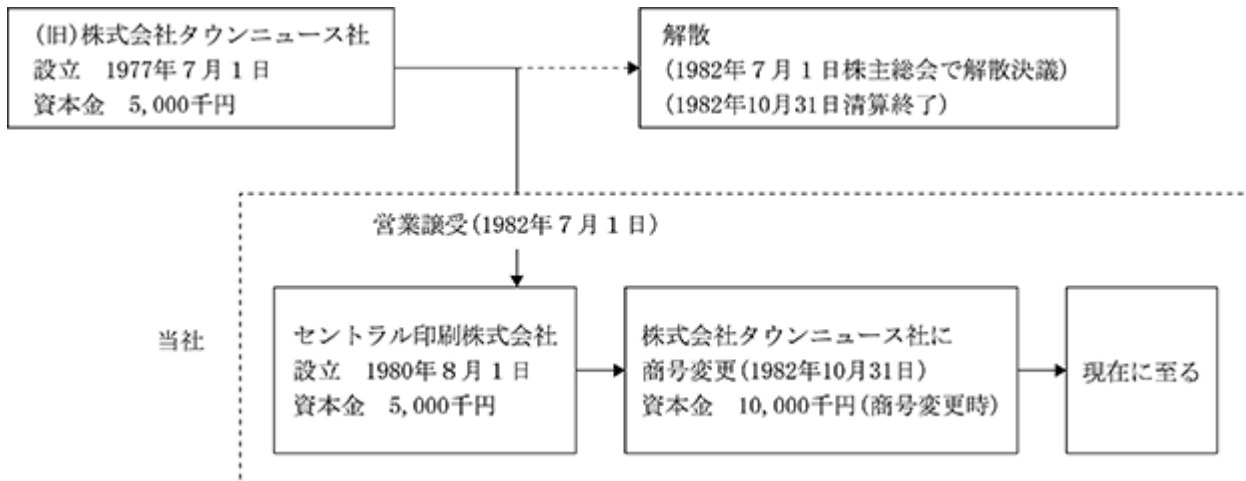 (旧)株式会社タウンニュース社
設立 1977年7月1日
資本金 5,000千円
解散
(1982年7月1日株主総会で解散決議)
(1982年10月31日清算終了)
営業譲受(1982年7月1日)
当社
セントラル印刷株式会社
設立 1980年8月1日
資本金 5,000千円
株式会社タウンニュース社に
商号変更(1982年10月31日)
資本金 10,000千円(商号変更時)
現在に至る